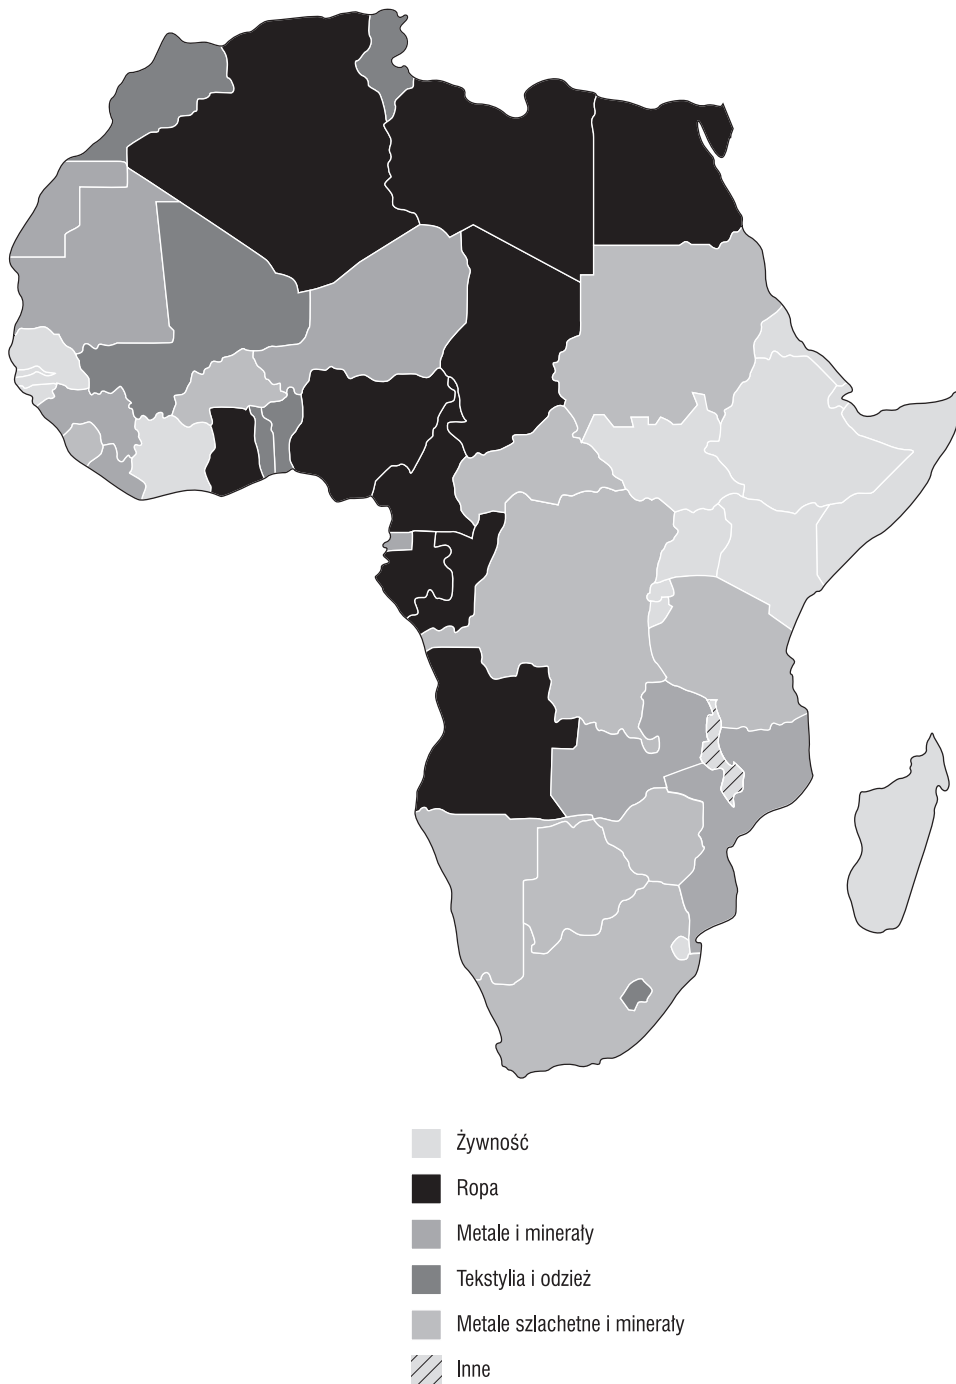 Żywność
Ropa
Metale i minerały
Tekstylia i odzież
Metale szlachetne i minerały
Inne